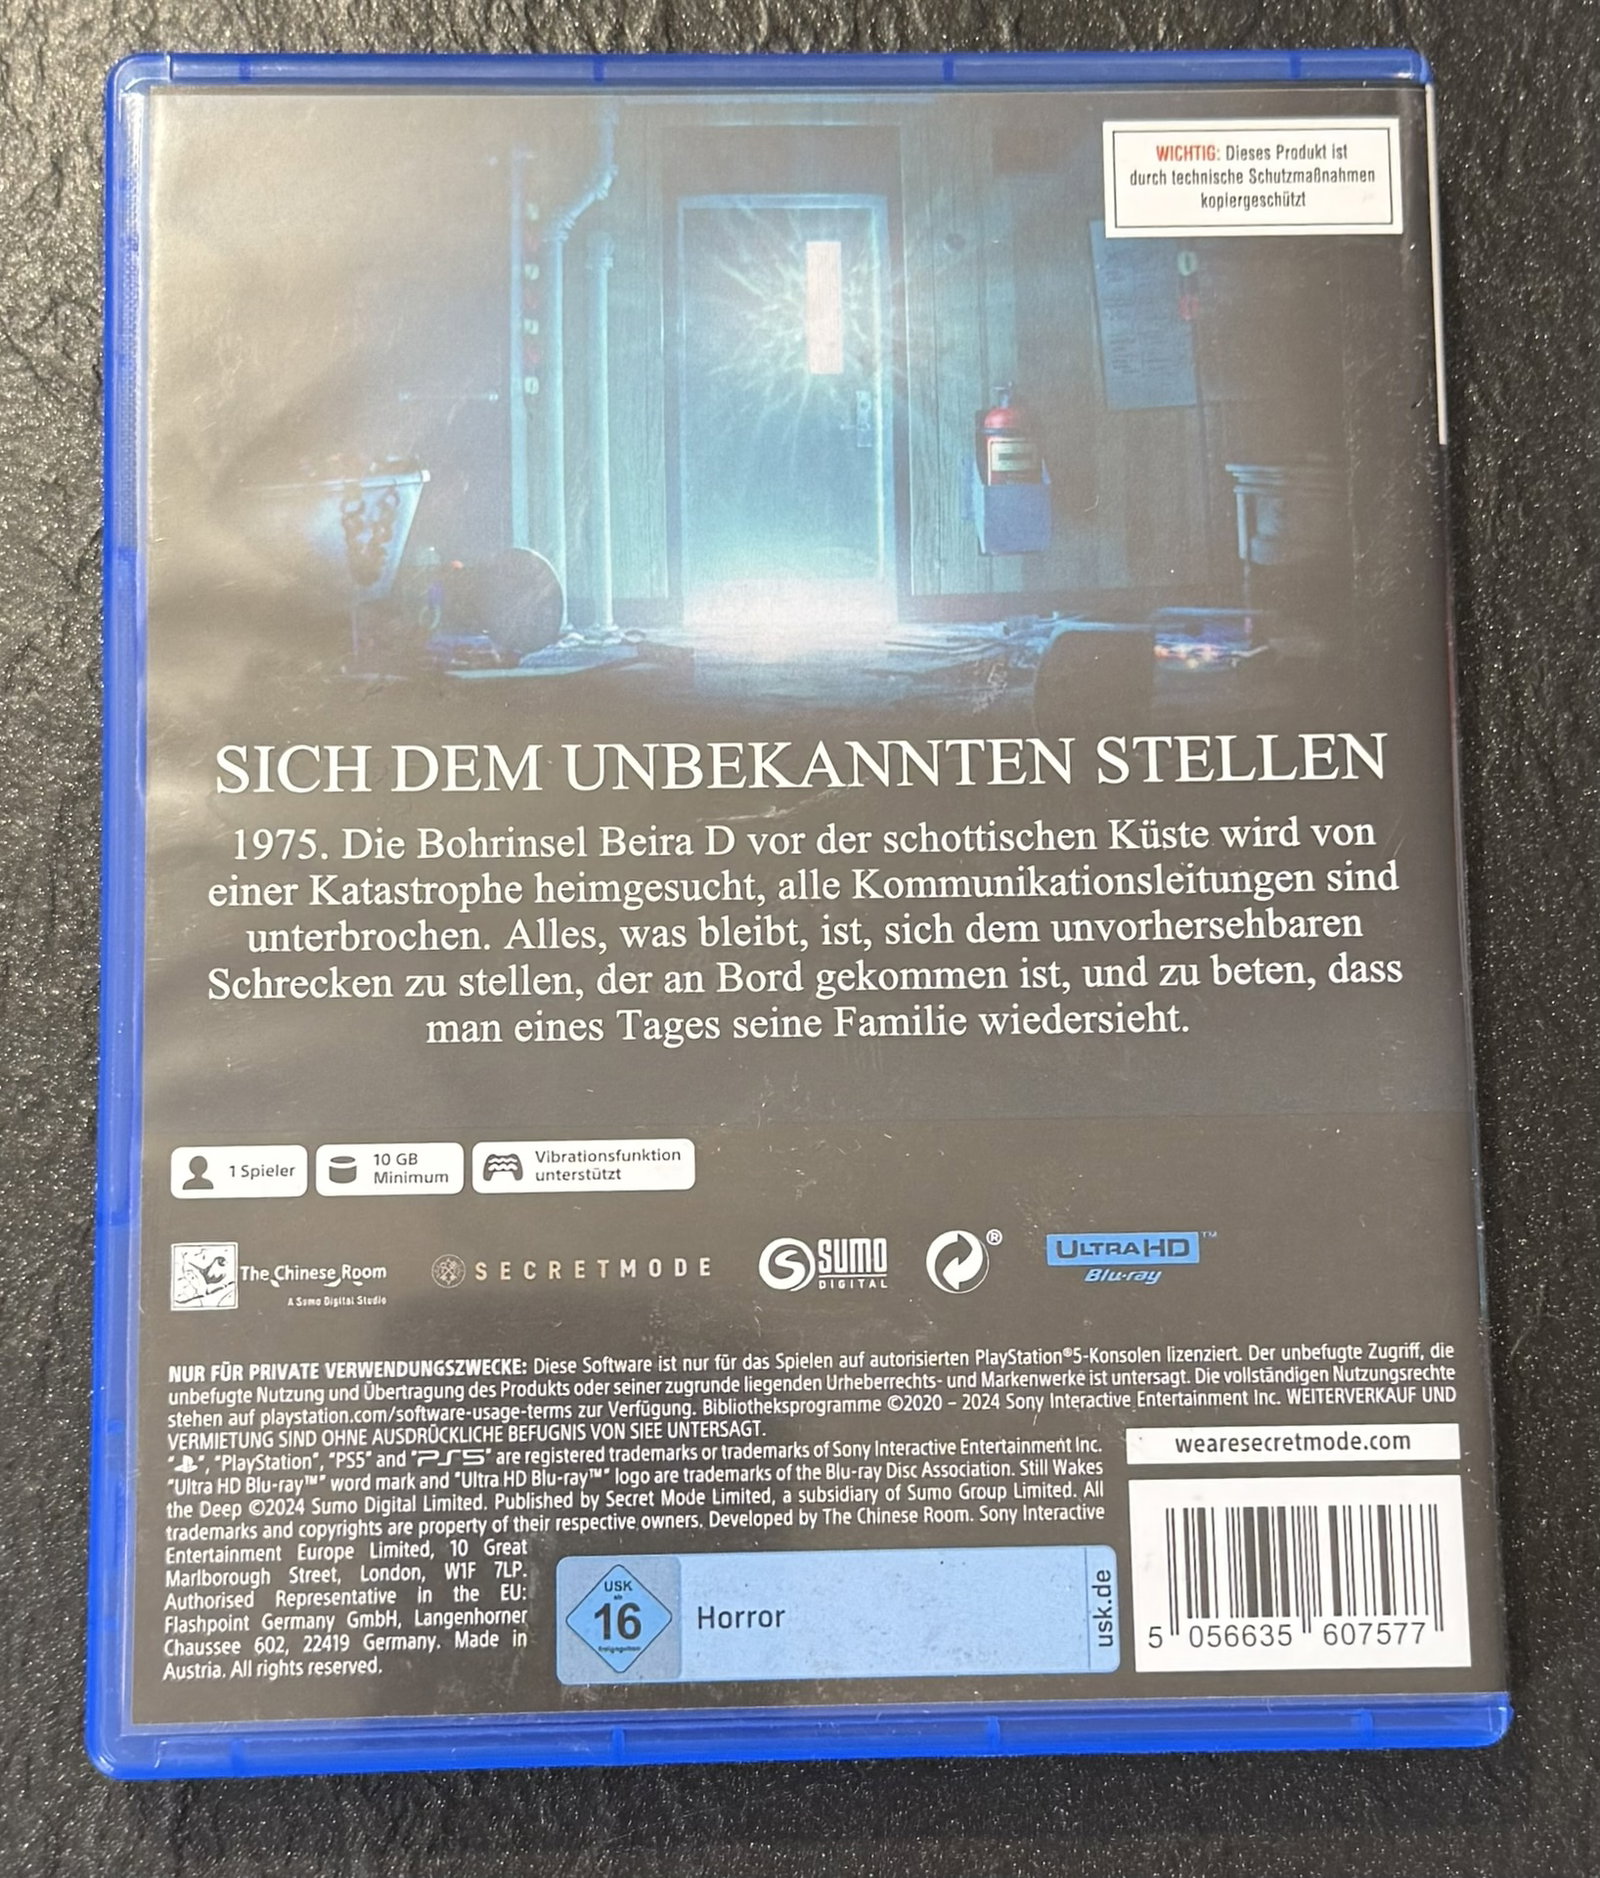 WICHTIG: Dieses Produkt ist
durch technische Schutzmaßnahmen
kopiergeschützt
SICH DEM UNBEKANNTEN STELLEN
1975. Die Bohrinsel Beira D vor der schottischen Küste wird von
einer Katastrophe heimgesucht, alle Kommunikationsleitungen sind
unterbrochen. Alles, was bleibt, ist, sich dem unvorhersehbaren
Schrecken zu stellen, der an Bord gekommen ist, und zu beten, dass
man eines Tages seine Familie wiedersieht.
1 Spieler
10 GB
Minimum
Vibrationsfunktion
unterstützt
The Chinese Room
A Sumo Digital Studio
SECRETMODE
SUMO
DIGITAL
®
ULTRA HD™
Blu-ray
NUR FÜR PRIVATE VERWENDUNGSZWECKE: Diese Software ist nur für das Spielen auf autorisierten PlayStation®5-Konsolen lizenziert. Der unbefugte Zugriff, die
unbefugte Nutzung und Übertragung des Produkts oder seiner zugrunde liegenden Urheberrechts- und Markenwerke ist untersagt. Die vollständigen Nutzungsrechte
stehen auf playstation.com/software-usage-terms zur Verfügung. Bibliotheksprogramme ©2020 – 2024 Sony Interactive Entertainment Inc. WEITERVERKAUF UND
VERMIETUNG SIND OHNE AUSDRÜCKLICHE BEFUGNIS VON SIEE UNTERSAGT.
"PS", "PlayStation", "PS5" and "PS5" are registered trademarks or trademarks of Sony Interactive Entertainment Inc.
"Ultra HD Blu-ray™" word mark and "Ultra HD Blu-ray™" logo are trademarks of the Blu-ray Disc Association. Still Wakes
the Deep ©2024 Sumo Digital Limited. Published by Secret Mode Limited, a subsidiary of Sumo Group Limited. All
trademarks and copyrights are property of their respective owners. Developed by The Chinese Room. Sony Interactive
Entertainment Europe Limited, 10 Great
Marlborough Street, London, W1F 7LP.
Authorised Representative in the EU:
Flashpoint Germany GmbH, Langenhorner
Chaussee 602, 22419 Germany. Made in
Austria. All rights reserved.
wearesecretmode.com
USK
ab
16
Horror
usk.de
5 056635 607577